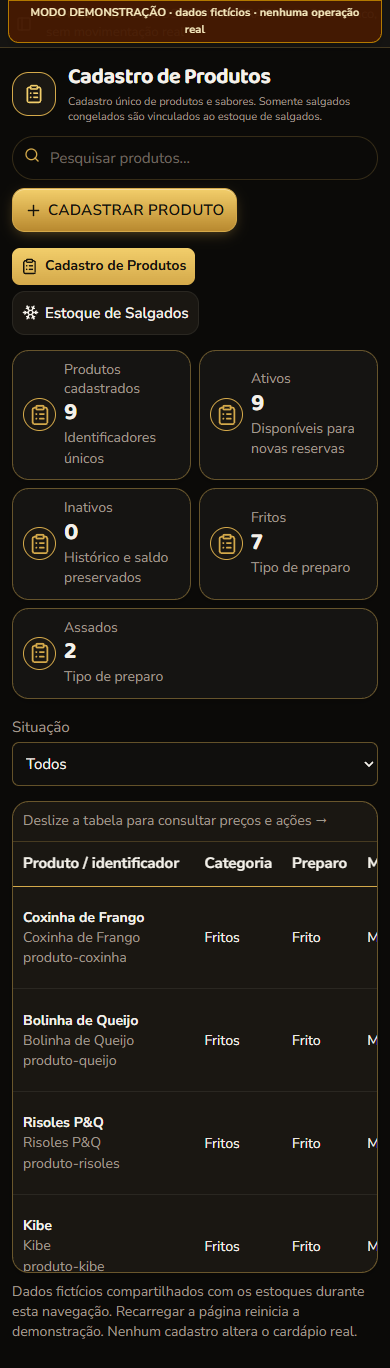 MODO DEMONSTRAÇÃO · dados fictícios · nenhuma operação
real
Cadastro de Produtos
Cadastro único de produtos e sabores. Somente salgados
congelados são vinculados ao estoque de salgados.
Pesquisar produtos...
+ CADASTRAR PRODUTO
Cadastro de Produtos
Estoque de Salgados
Produtos
cadastrados
9
Identificadores
únicos
Ativos
9
Disponíveis para
novas reservas
Inativos
0
Histórico e saldo
preservados
Fritos
7
Tipo de preparo
Assados
2
Tipo de preparo
Situação
Todos
Deslize a tabela para consultar preços e ações →
Produto / identificador Categoria Preparo M
Coxinha de Frango
Coxinha de Frango Fritos Frito M
produto-coxinha
Bolinha de Queijo
Bolinha de Queijo Fritos Frito M
produto-queijo
Risoles P&Q
Risoles P&Q Fritos Frito M
produto-risoles
Kibe
Kibe Fritos Frito M
produto-kibe
Dados fictícios compartilhados com os estoques durante
esta navegação. Recarregar a página reinicia a
demonstração. Nenhum cadastro altera o cardápio real.